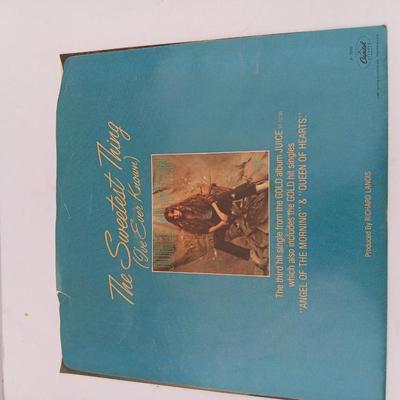 The Sweetest Thing
(I've Ever Known)
The third hit single from the GOLD album JUICE
which also includes the GOLD hit singles
"ANGEL OF THE MORNING" & "QUEEN OF HEARTS."
Produced By RICHARD LANDIS
Capitol